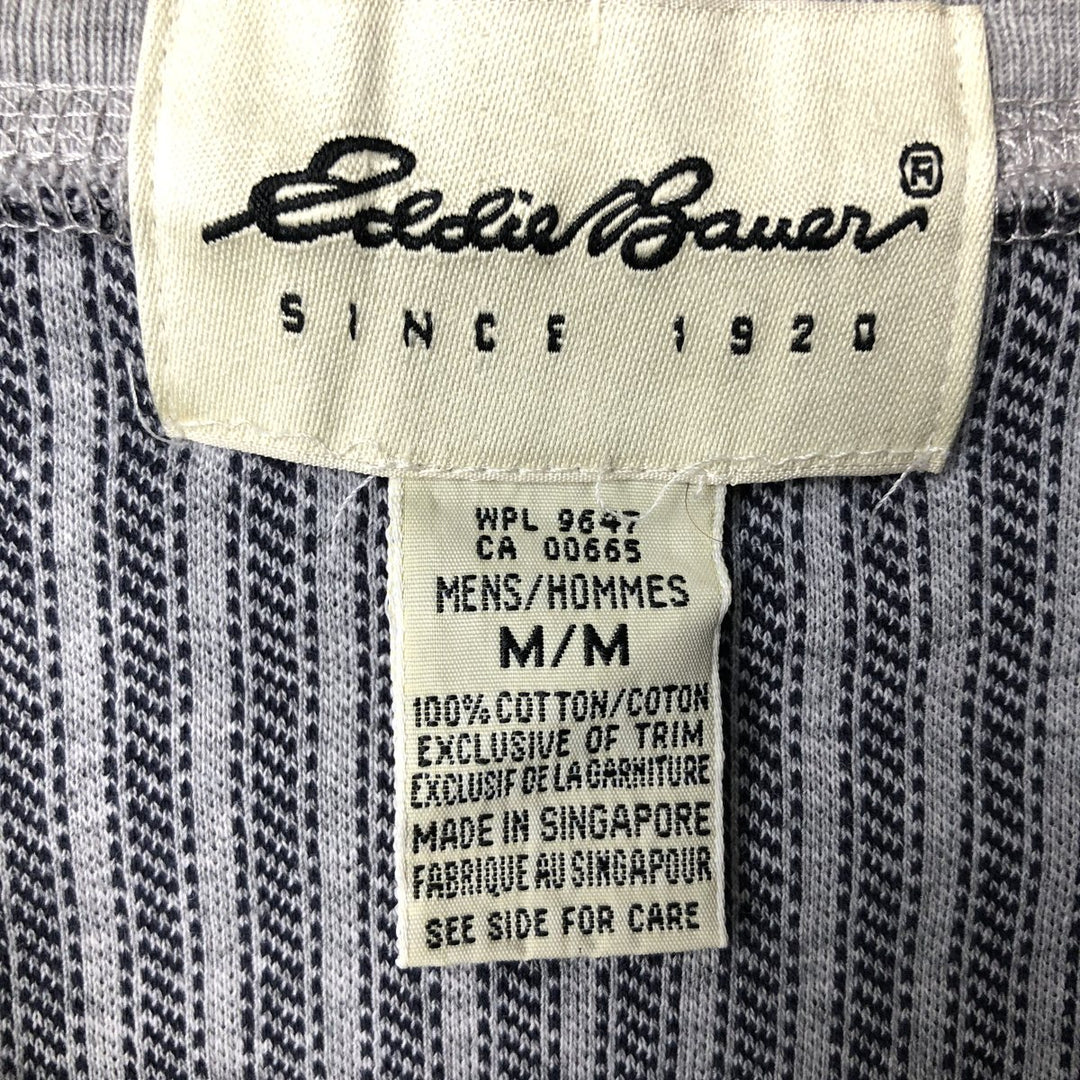 Eddie Bauer ®
SINCE 1920
WPL 9647
CA 00665
MENS/HOMMES
M/M
100% COTTON/COTON
EXCLUSIVE OF TRIM
EXCLUSIF DE LA GARNITURE
MADE IN SINGAPORE
FABRIQUE AU SINGAPOUR
SEE SIDE FOR CARE